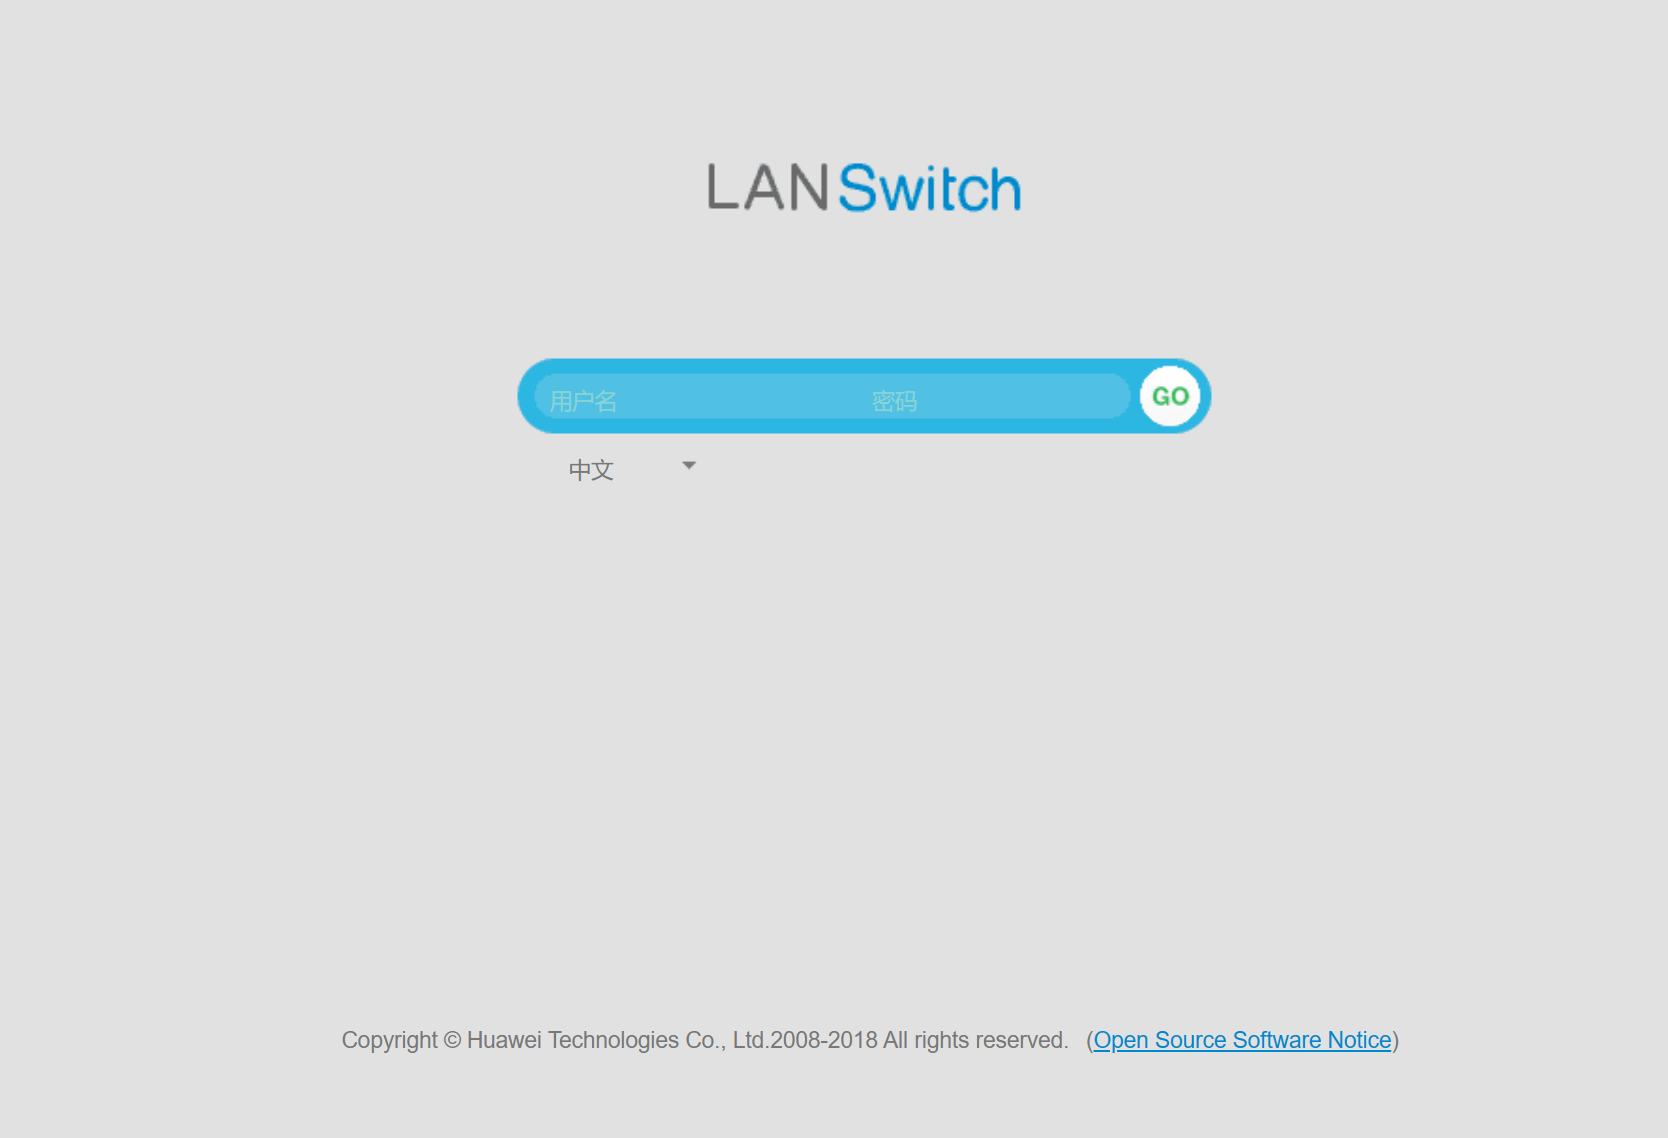 LANSwitch
用户名 密码 GO
中文
Copyright © Huawei Technologies Co., Ltd.2008-2018 All rights reserved. (Open Source Software Notice)